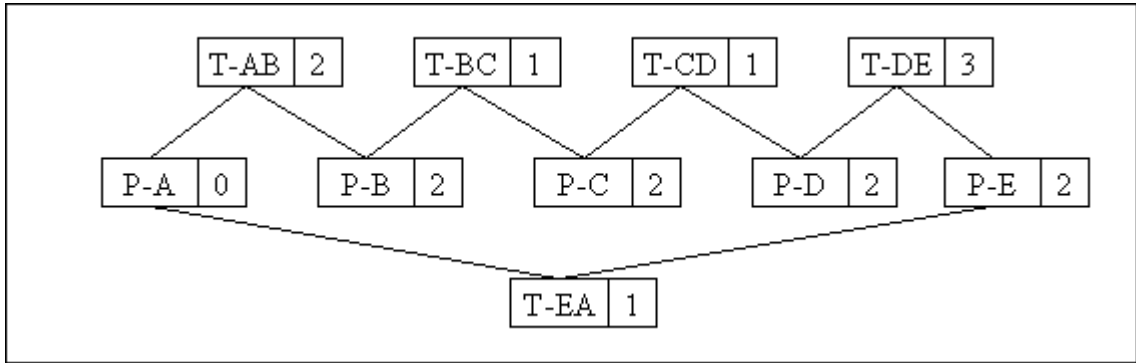 T-AB 2 T-BC 1 T-CD 1 T-DE 3
P-A 0 P-B 2 P-C 2 P-D 2 P-E 2
T-EA 1